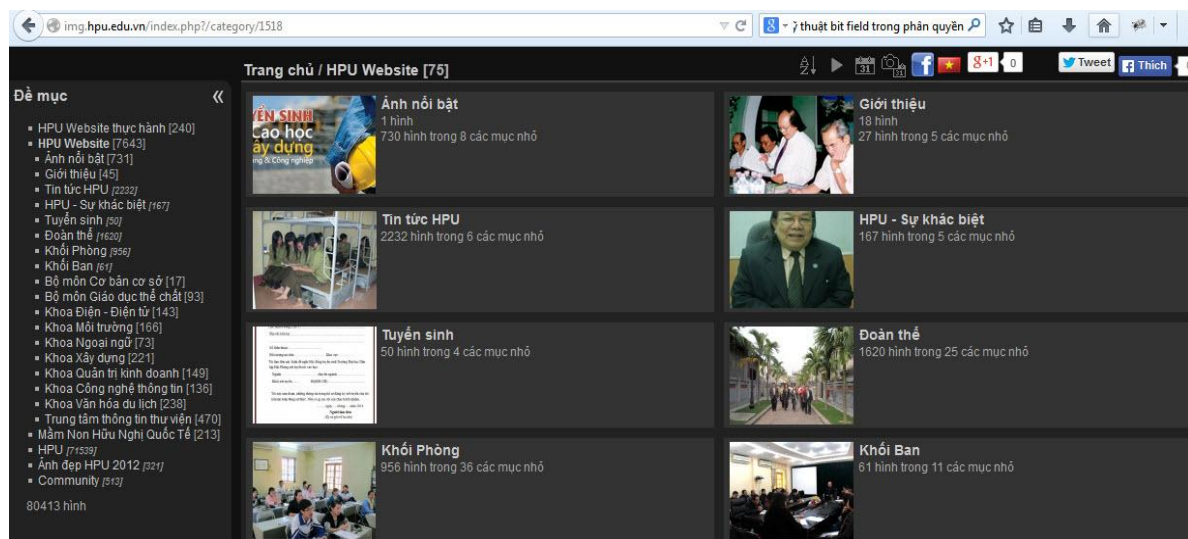 img.hpu.edu.vn/index.php?/category/1518
thuật bit field trong phân quyền
Trang chủ / HPU Website [75]
31
21
g+1
0
Tweet
Thích
Đề mục
HPU Website thực hành [240]
HPU Website [7643]
Ảnh nổi bật [731]
Giới thiệu [45]
Tin tức HPU [2232]
HPU - Sự khác biệt [167]
Tuyển sinh [50]
Đoàn thể [1620]
Khối Phòng [956]
Khối Ban [61]
Bộ môn Cơ bản cơ sở [17]
Bộ môn Giáo dục thể chất [93]
Khoa Điện - Điện tử [143]
Khoa Môi trường [166]
Khoa Ngoại ngữ [73]
Khoa Xây dựng [221]
Khoa Quản trị kinh doanh [149]
Khoa Công nghệ thông tin [136]
Khoa Văn hóa du lịch [238]
Trung tâm thông tin thư viện [470]
Mầm Non Hữu Nghị Quốc Tế [213]
HPU [71539]
Ảnh đẹp HPU 2012 [321]
Community [513]
80413 hình
YỂN SINH
Cao học
ây dựng
Ảnh nổi bật
1 hình
730 hình trong 8 các mục nhỏ
Giới thiệu
18 hình
27 hình trong 5 các mục nhỏ
Tin tức HPU
2232 hình trong 6 các mục nhỏ
HPU - Sự khác biệt
167 hình trong 5 các mục nhỏ
Tuyển sinh
50 hình trong 4 các mục nhỏ
Đoàn thể
1620 hình trong 25 các mục nhỏ
Khối Phòng
956 hình trong 36 các mục nhỏ
Khối Ban
61 hình trong 11 các mục nhỏ